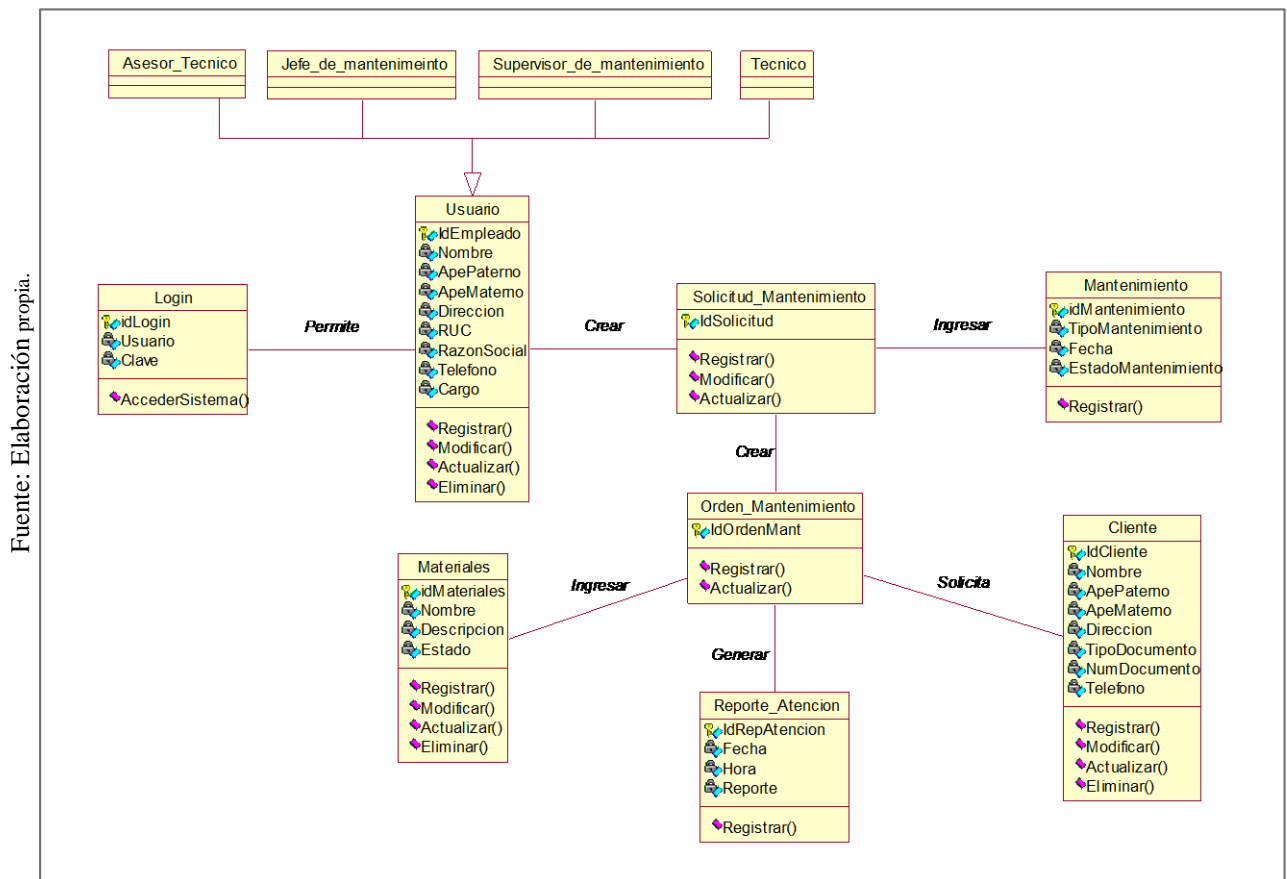 Asesor_Tecnico
Jefe_de_mantenimeinto
Supervisor_de_mantenimiento
Tecnico
Usuario
IdEmpleado
Nombre
ApePaterno
ApeMaterno
Direccion
RUC
RazonSocial
Telefono
Cargo
Registrar()
Modificar()
Actualizar()
Eliminar()
Login
idLogin
Usuario
Clave
AccederSistema()
Permite
Crear
Solicitud_Mantenimiento
IdSolicitud
Registrar()
Modificar()
Actualizar()
Ingresar
Mantenimiento
idMantenimiento
TipoMantenimiento
Fecha
EstadoMantenimiento
Registrar()
Crear
Orden_Mantenimiento
IdOrdenMant
Registrar()
Actualizar()
Materiales
idMateriales
Nombre
Descripcion
Estado
Registrar()
Modificar()
Actualizar()
Eliminar()
Ingresar
Solicita
Cliente
IdCliente
Nombre
ApePaterno
ApeMaterno
Direccion
TipoDocumento
NumDocumento
Telefono
Registrar()
Modificar()
Actualizar()
Eliminar()
Generar
Reporte_Atencion
IdRepAtencion
Fecha
Hora
Reporte
Registrar()
Fuente: Elaboración propia.